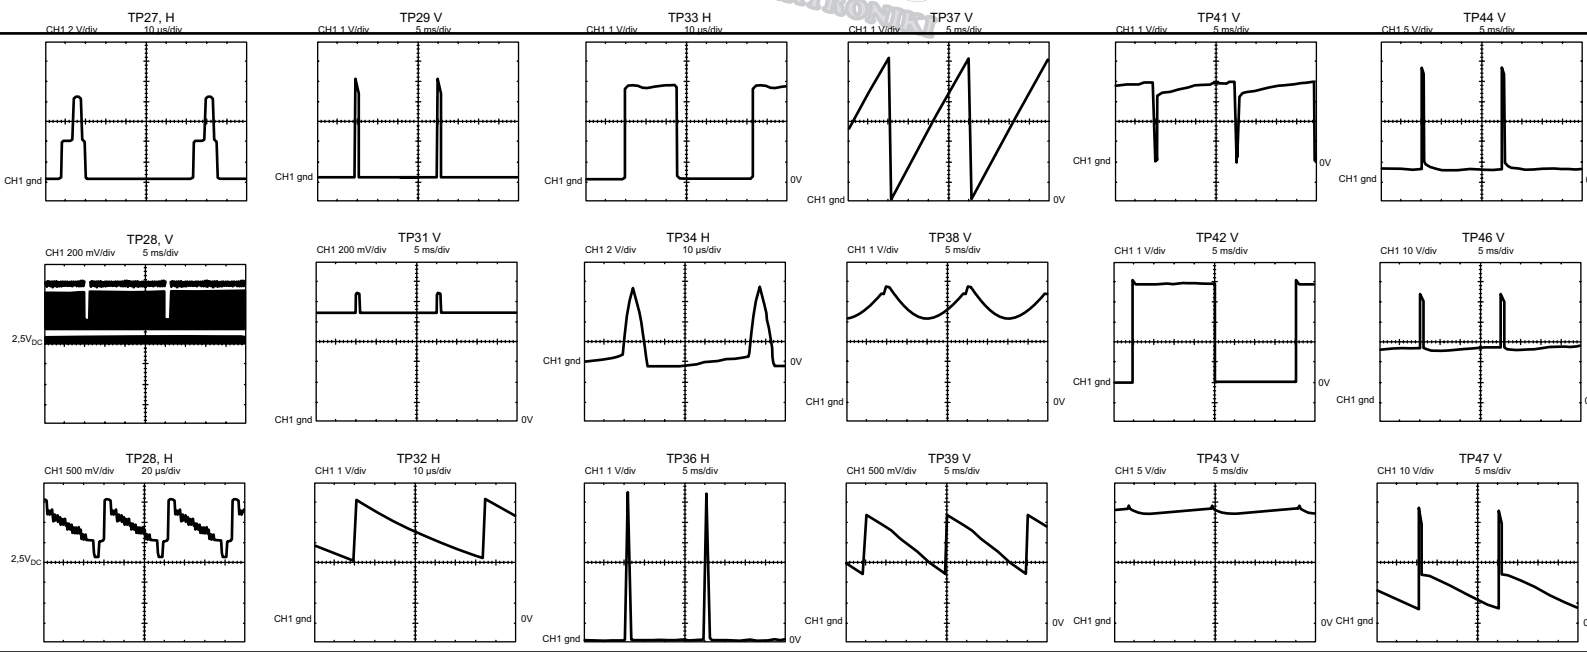 TRONIKI
TP27, H
CH1 2 V/div 10 µs/div
CH1 gnd
TP29 V
CH1 1 V/div 5 ms/div
CH1 gnd
TP33 H
CH1 1 V/div 10 µs/div
CH1 gnd
0V
TP37 V
CH1 1 V/div 5 ms/div
CH1 gnd
0V
TP41 V
CH1 1 V/div 5 ms/div
CH1 gnd
0V
TP44 V
CH1 5 V/div 5 ms/div
CH1 gnd
TP28, V
CH1 200 mV/div 5 ms/div
2,5VDC
TP31 V
CH1 200 mV/div 5 ms/div
CH1 gnd
0V
TP34 H
CH1 2 V/div 10 µs/div
CH1 gnd
0V
TP38 V
CH1 1 V/div 5 ms/div
CH1 gnd
0V
TP42 V
CH1 1 V/div 5 ms/div
CH1 gnd
0V
TP46 V
CH1 10 V/div 5 ms/div
CH1 gnd
TP28, H
CH1 500 mV/div 20 µs/div
2,5VDC
TP32 H
CH1 1 V/div 10 µs/div
CH1 gnd
0V
TP36 H
CH1 1 V/div 5 ms/div
CH1 gnd
0V
TP39 V
CH1 500 mV/div 5 ms/div
CH1 gnd
0V
TP43 V
CH1 5 V/div 5 ms/div
CH1 gnd
0V
TP47 V
CH1 10 V/div 5 ms/div
CH1 gnd